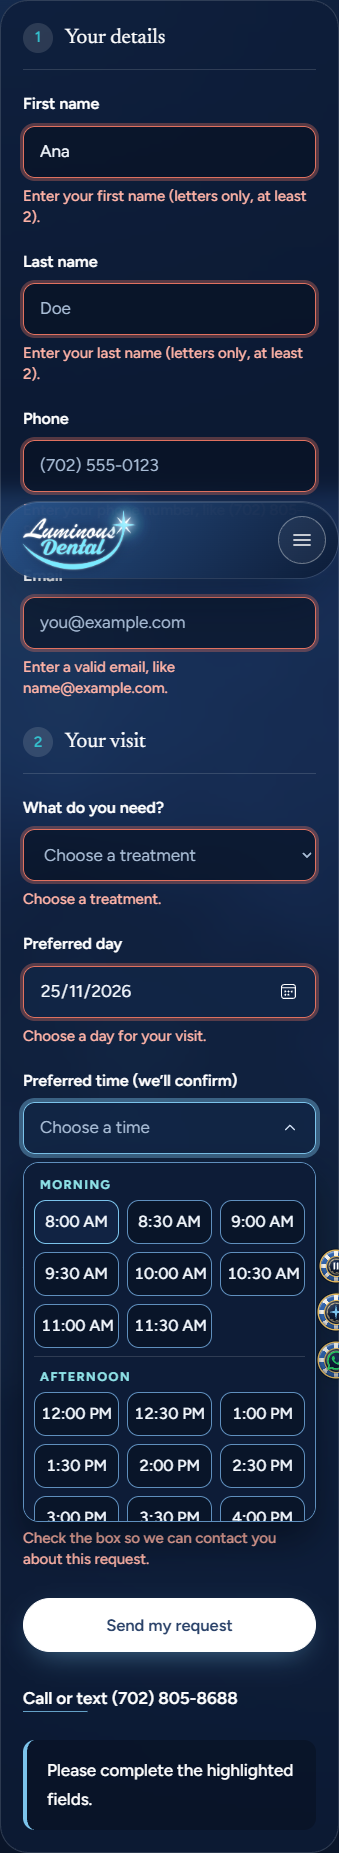 1 Your details
First name
Ana
Enter your first name (letters only, at least
2).
Last name
Doe
Enter your last name (letters only, at least
2).
Phone
(702) 555-0123
Luminous
Dental
Email
you@example.com
Enter a valid email, like
name@example.com.
2 Your visit
What do you need?
Choose a treatment
Choose a treatment.
Preferred day
25/11/2026
Choose a day for your visit.
Preferred time (we’ll confirm)
Choose a time
MORNING
8:00 AM 8:30 AM 9:00 AM
9:30 AM 10:00 AM 10:30 AM
11:00 AM 11:30 AM
AFTERNOON
12:00 PM 12:30 PM 1:00 PM
1:30 PM 2:00 PM 2:30 PM
3:00 PM 3:30 PM 4:00 PM
Check the box so we can contact you
about this request.
Send my request
Call or text (702) 805-8688
Please complete the highlighted
fields.